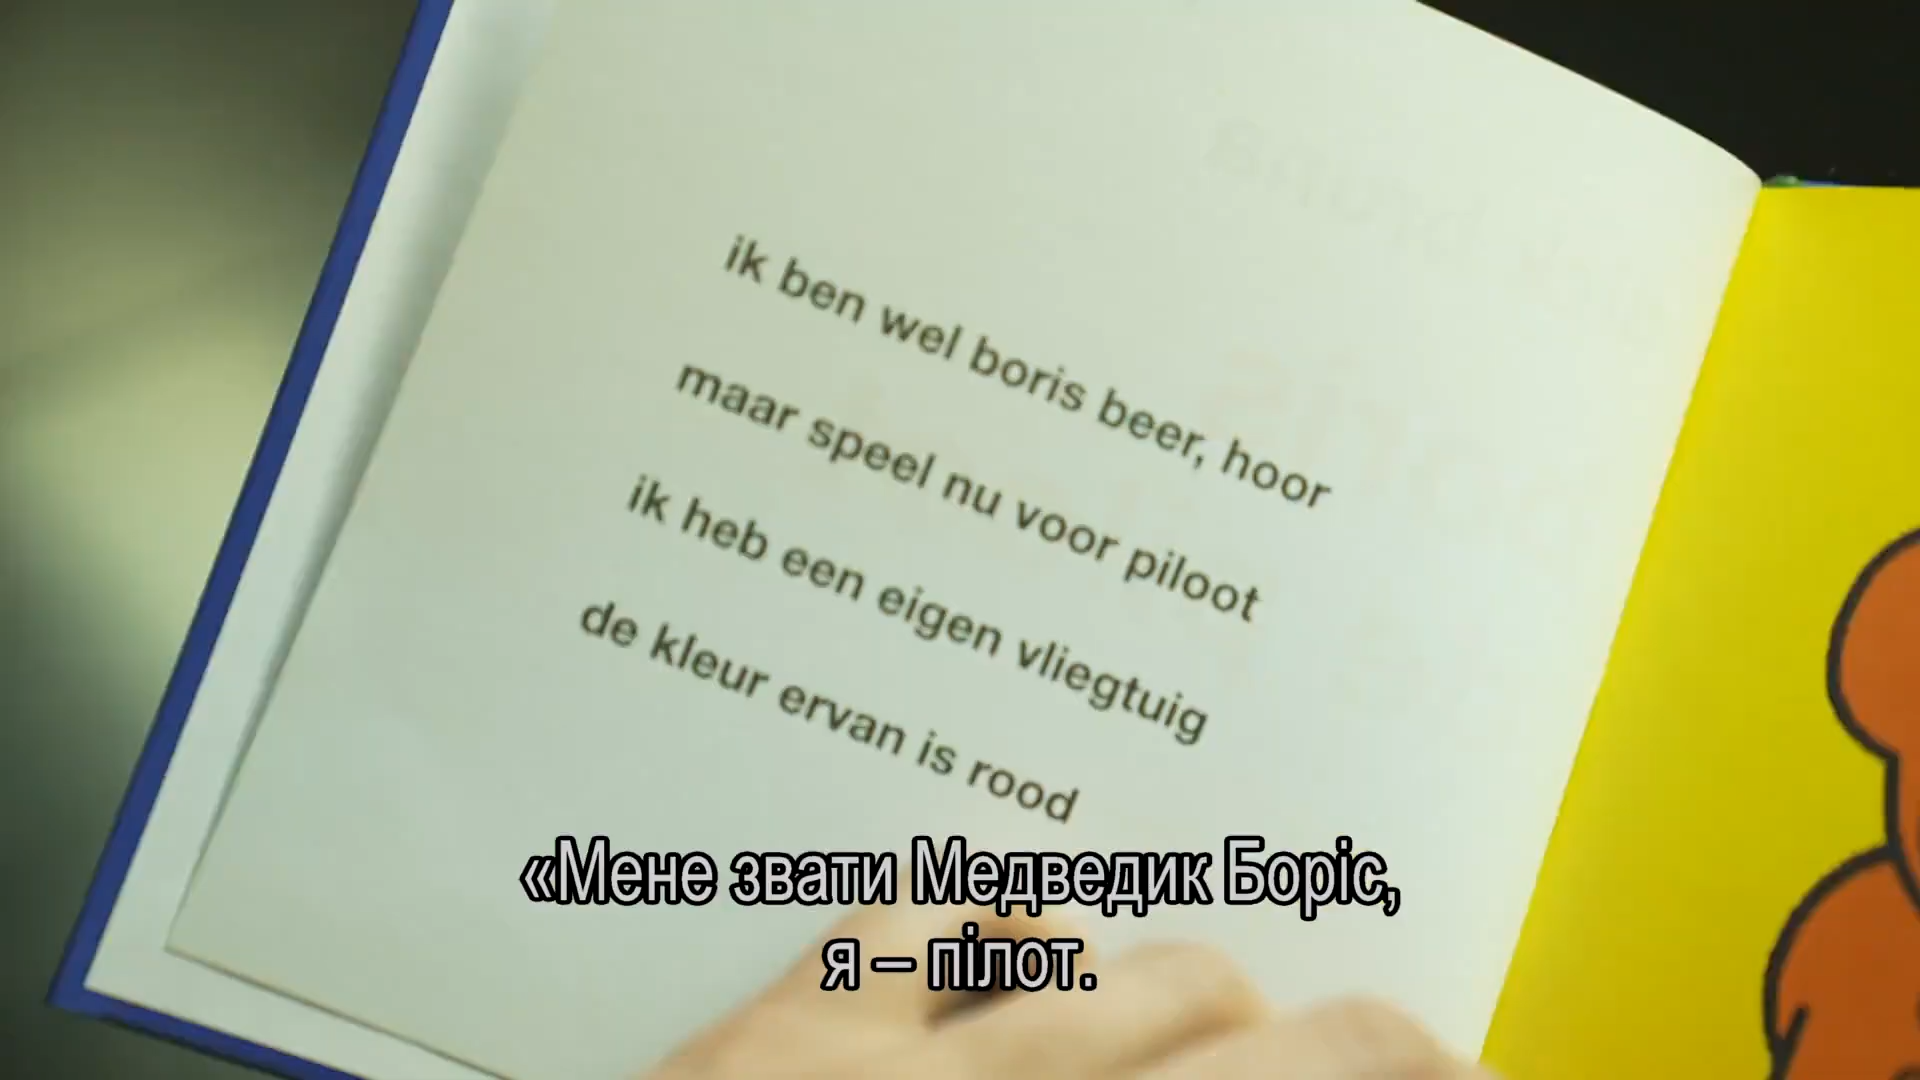 ik ben wel boris beer, hoor
maar speel nu voor piloot
ik heb een eigen vliegtuig
de kleur ervan is rood
«Мене звати Медведик Боріс,
я – пілот.